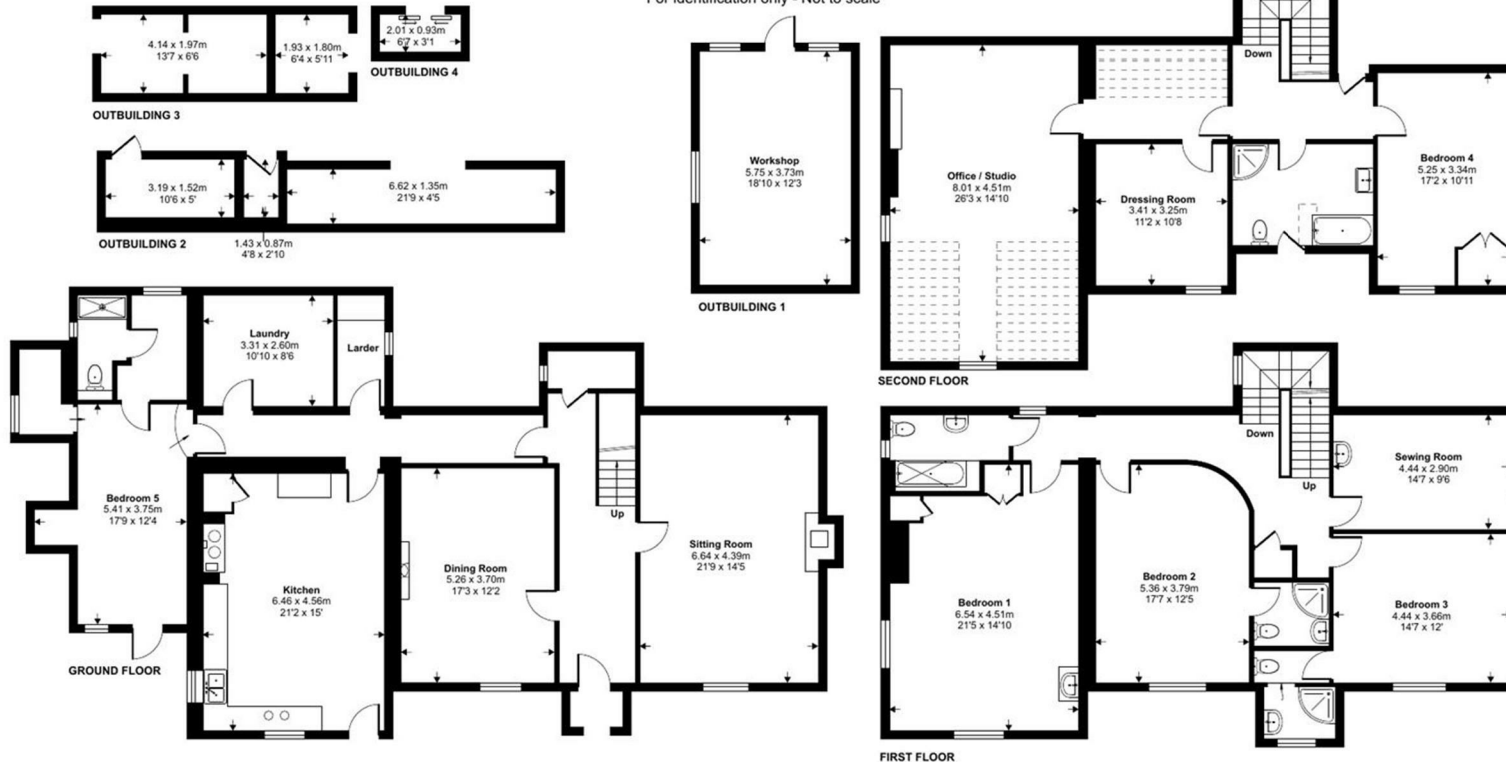 For identification only - Not to scale
4.14 x 1.97m
13'7 x 6'6
1.93 x 1.80m
6'4 x 5'11
OUTBUILDING 3
2.01 x 0.93m
6'7 x 3'1
OUTBUILDING 4
3.19 x 1.52m
10'6 x 5'
6.62 x 1.35m
21'9 x 4'5
OUTBUILDING 2
1.43 x 0.87m
4'8 x 2'10
Workshop
5.75 x 3.73m
18'10 x 12'3
OUTBUILDING 1
Down
Office / Studio
8.01 x 4.51m
26'3 x 14'10
Dressing Room
3.41 x 3.25m
11'2 x 10'8
Bedroom 4
5.25 x 3.34m
17'2 x 10'11
SECOND FLOOR
Laundry
3.31 x 2.60m
10'10 x 8'6
Larder
Bedroom 5
5.41 x 3.75m
17'9 x 12'4
Kitchen
6.46 x 4.56m
21'2 x 15'
Dining Room
5.26 x 3.70m
17'3 x 12'2
Up
Sitting Room
6.64 x 4.39m
21'9 x 14'5
GROUND FLOOR
Down
Up
Sewing Room
4.44 x 2.90m
14'7 x 9'6
Bedroom 1
6.54 x 4.51m
21'5 x 14'10
Bedroom 2
5.36 x 3.79m
17'7 x 12'5
Bedroom 3
4.44 x 3.66m
14'7 x 12'
FIRST FLOOR